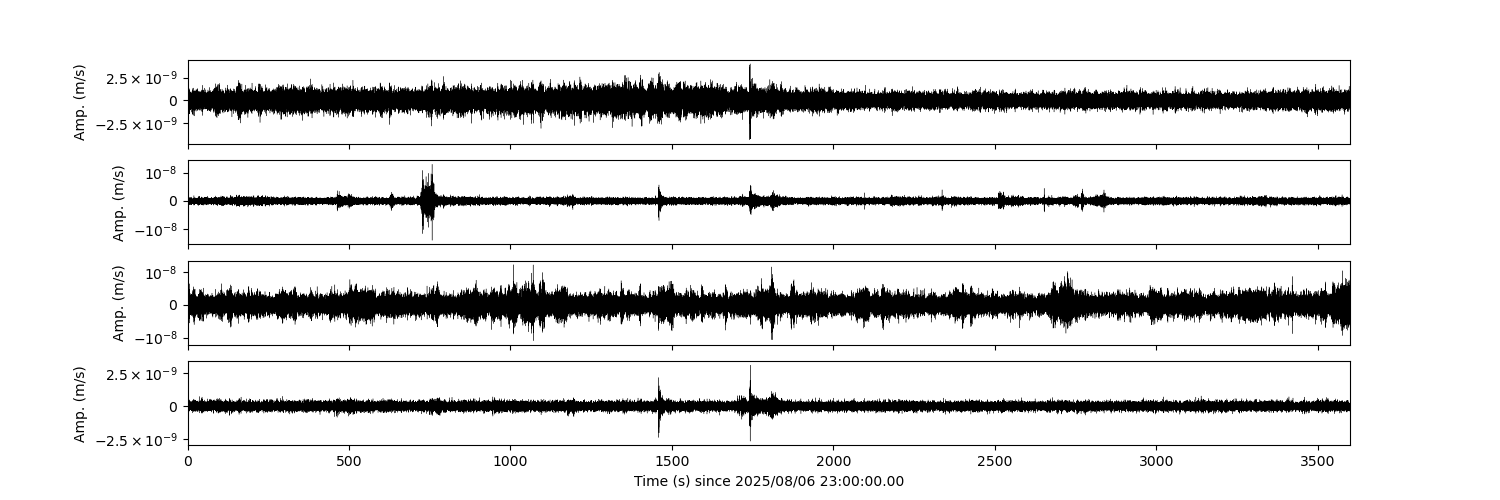 Amp. (m/s)
2.5 × 10⁻⁹
0
−2.5 × 10⁻⁹
Amp. (m/s)
10⁻⁸
0
−10⁻⁸
Amp. (m/s)
10⁻⁸
0
−10⁻⁸
Amp. (m/s)
2.5 × 10⁻⁹
0
−2.5 × 10⁻⁹
0 500 1000 1500 2000 2500 3000 3500
Time (s) since 2025/08/06 23:00:00.00